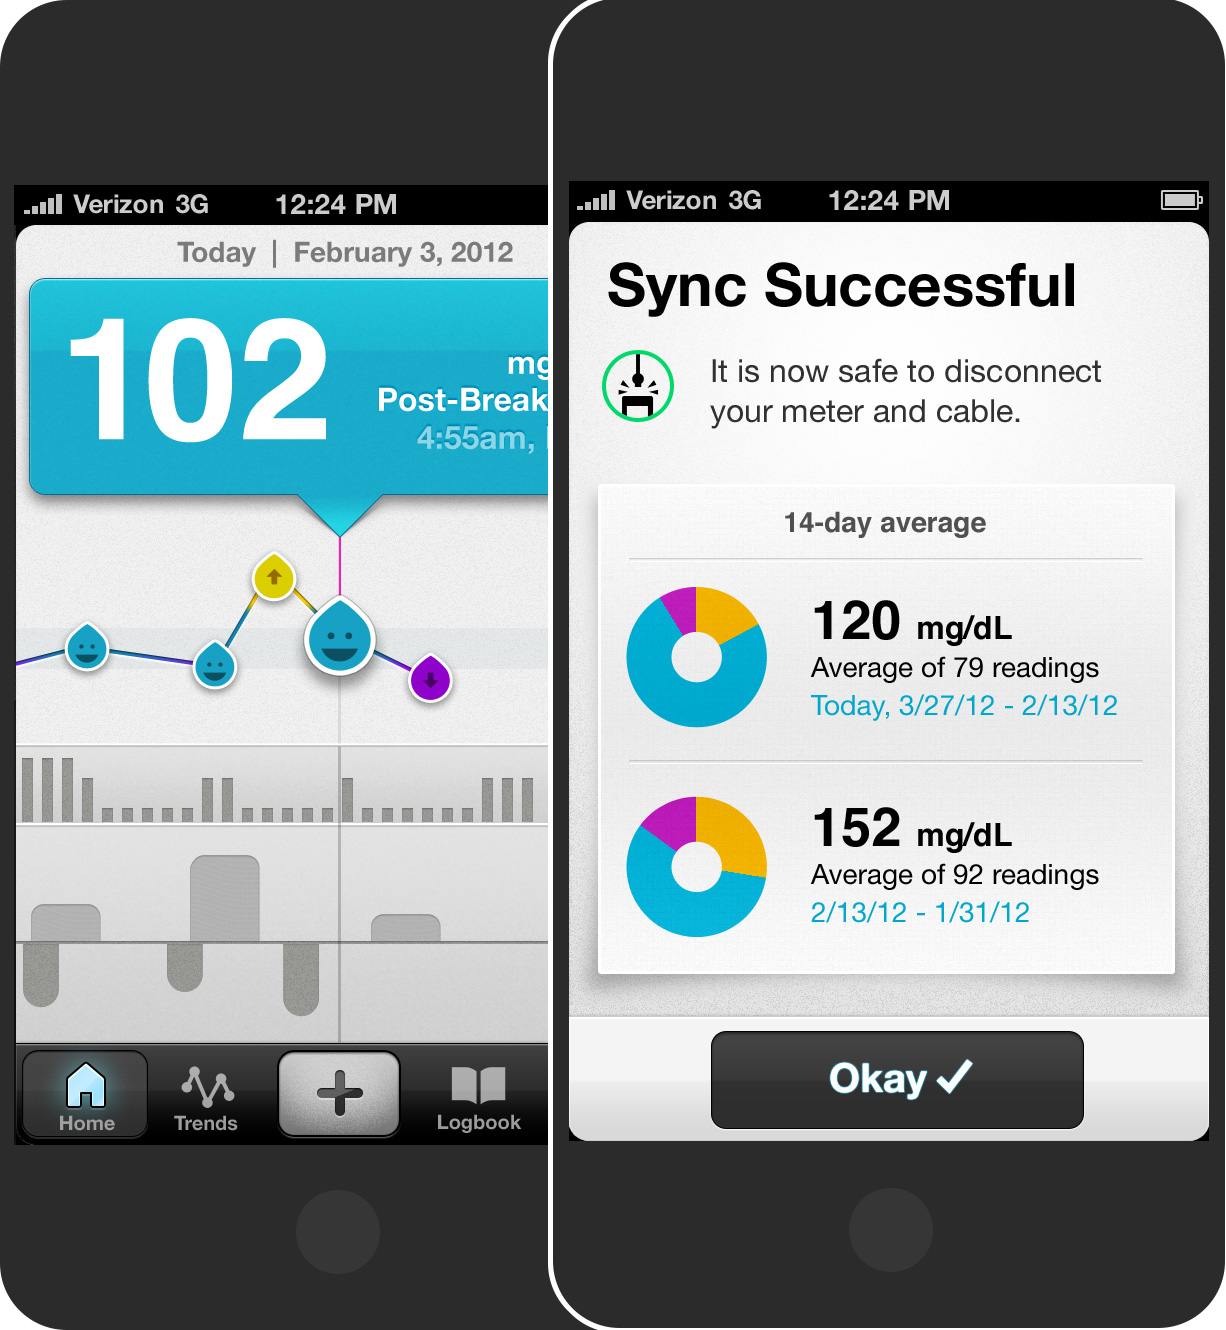 Verizon 3G 12:24 PM
Today | February 3, 2012
102
Post-Break
4:55am,
Home
Trends
Logbook
Verizon 3G 12:24 PM
Sync Successful
It is now safe to disconnect
your meter and cable.
14-day average
120 mg/dL
Average of 79 readings
Today, 3/27/12 - 2/13/12
152 mg/dL
Average of 92 readings
2/13/12 - 1/31/12
Okay